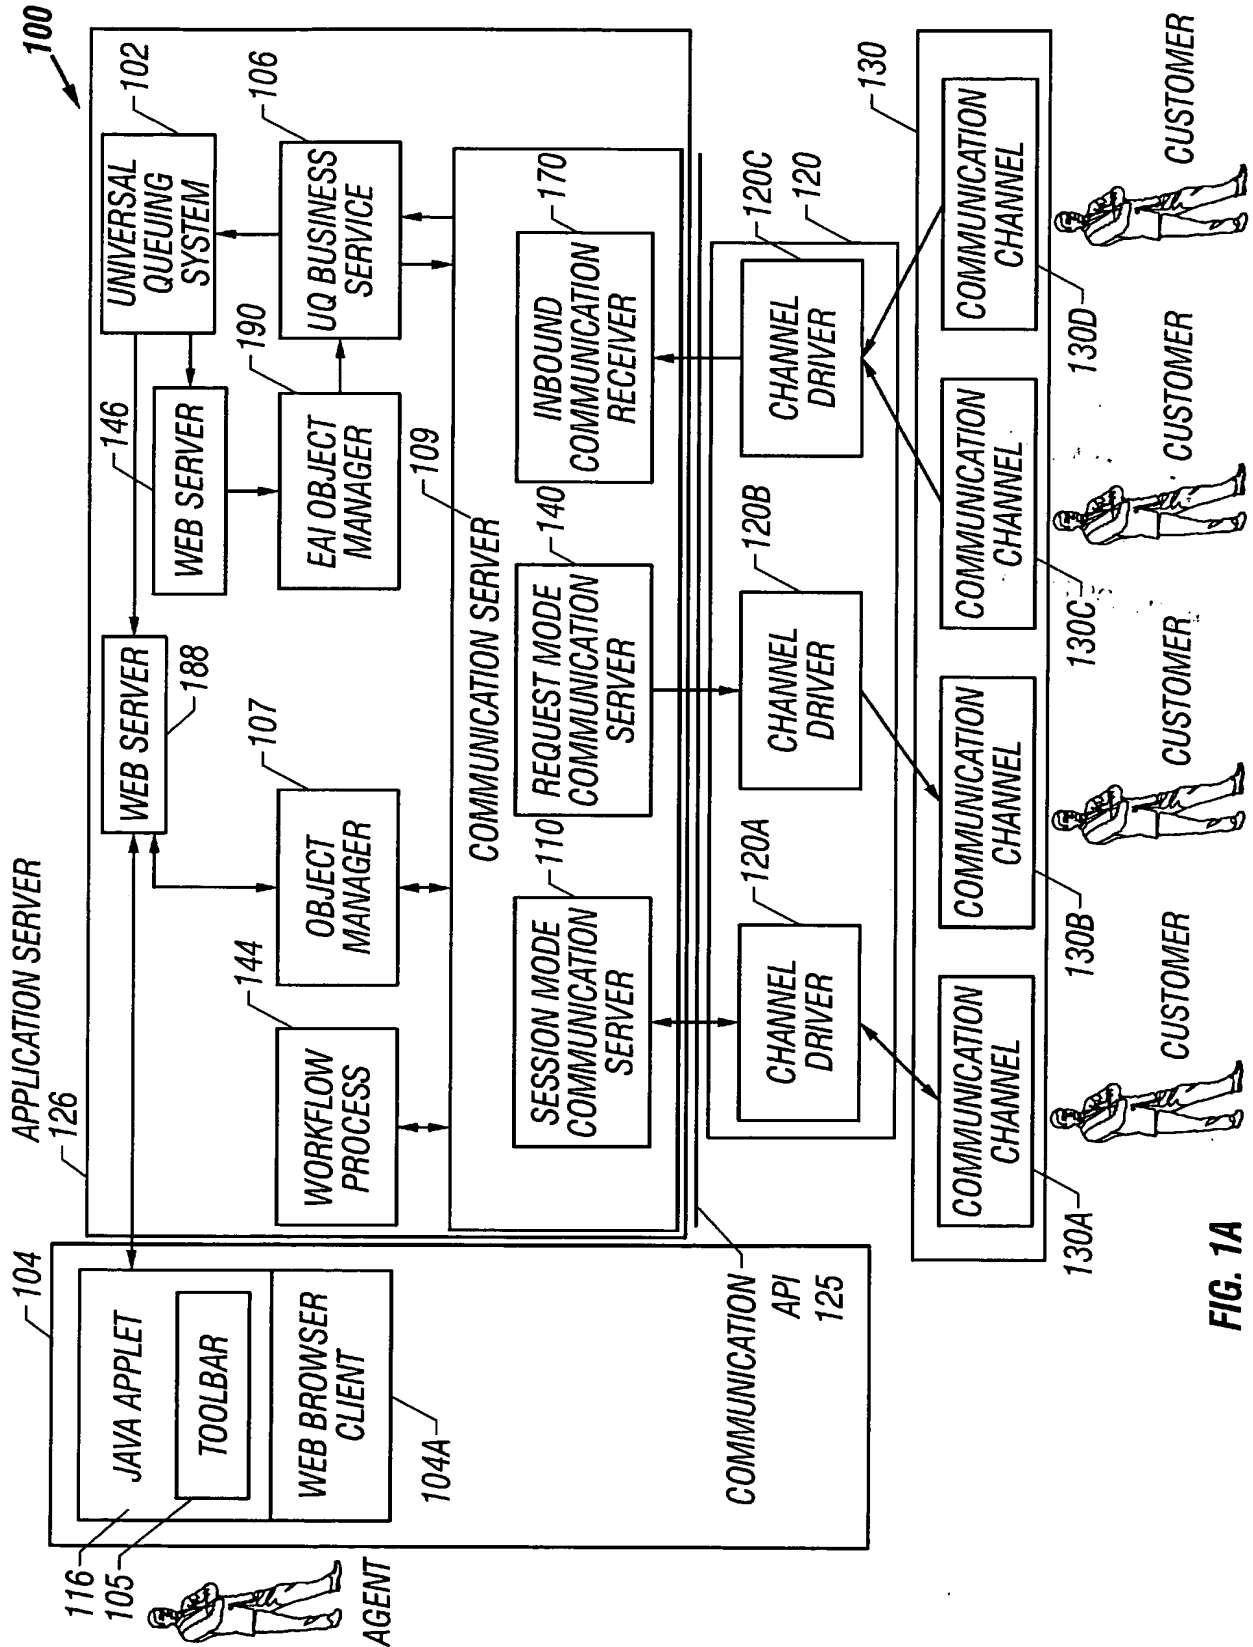 100
APPLICATION SERVER
126
104
116
105
JAVA APPLET
TOOLBAR
WEB BROWSER
CLIENT
104A
AGENT
WEB SERVER
188
146
WEB SERVER
UNIVERSAL
QUEUING
SYSTEM
102
144
WORKFLOW
PROCESS
107
OBJECT
MANAGER
190
EAI OBJECT
MANAGER
106
UQ BUSINESS
SERVICE
109
COMMUNICATION SERVER
110
SESSION MODE
COMMUNICATION
SERVER
140
REQUEST MODE
COMMUNICATION
SERVER
170
INBOUND
COMMUNICATION
RECEIVER
COMMUNICATION
API
125
120A
CHANNEL
DRIVER
120B
CHANNEL
DRIVER
120C
120
CHANNEL
DRIVER
130
COMMUNICATION
CHANNEL
130A
COMMUNICATION
CHANNEL
130B
COMMUNICATION
CHANNEL
130C
COMMUNICATION
CHANNEL
130D
CUSTOMER
CUSTOMER
CUSTOMER
CUSTOMER
FIG. 1A